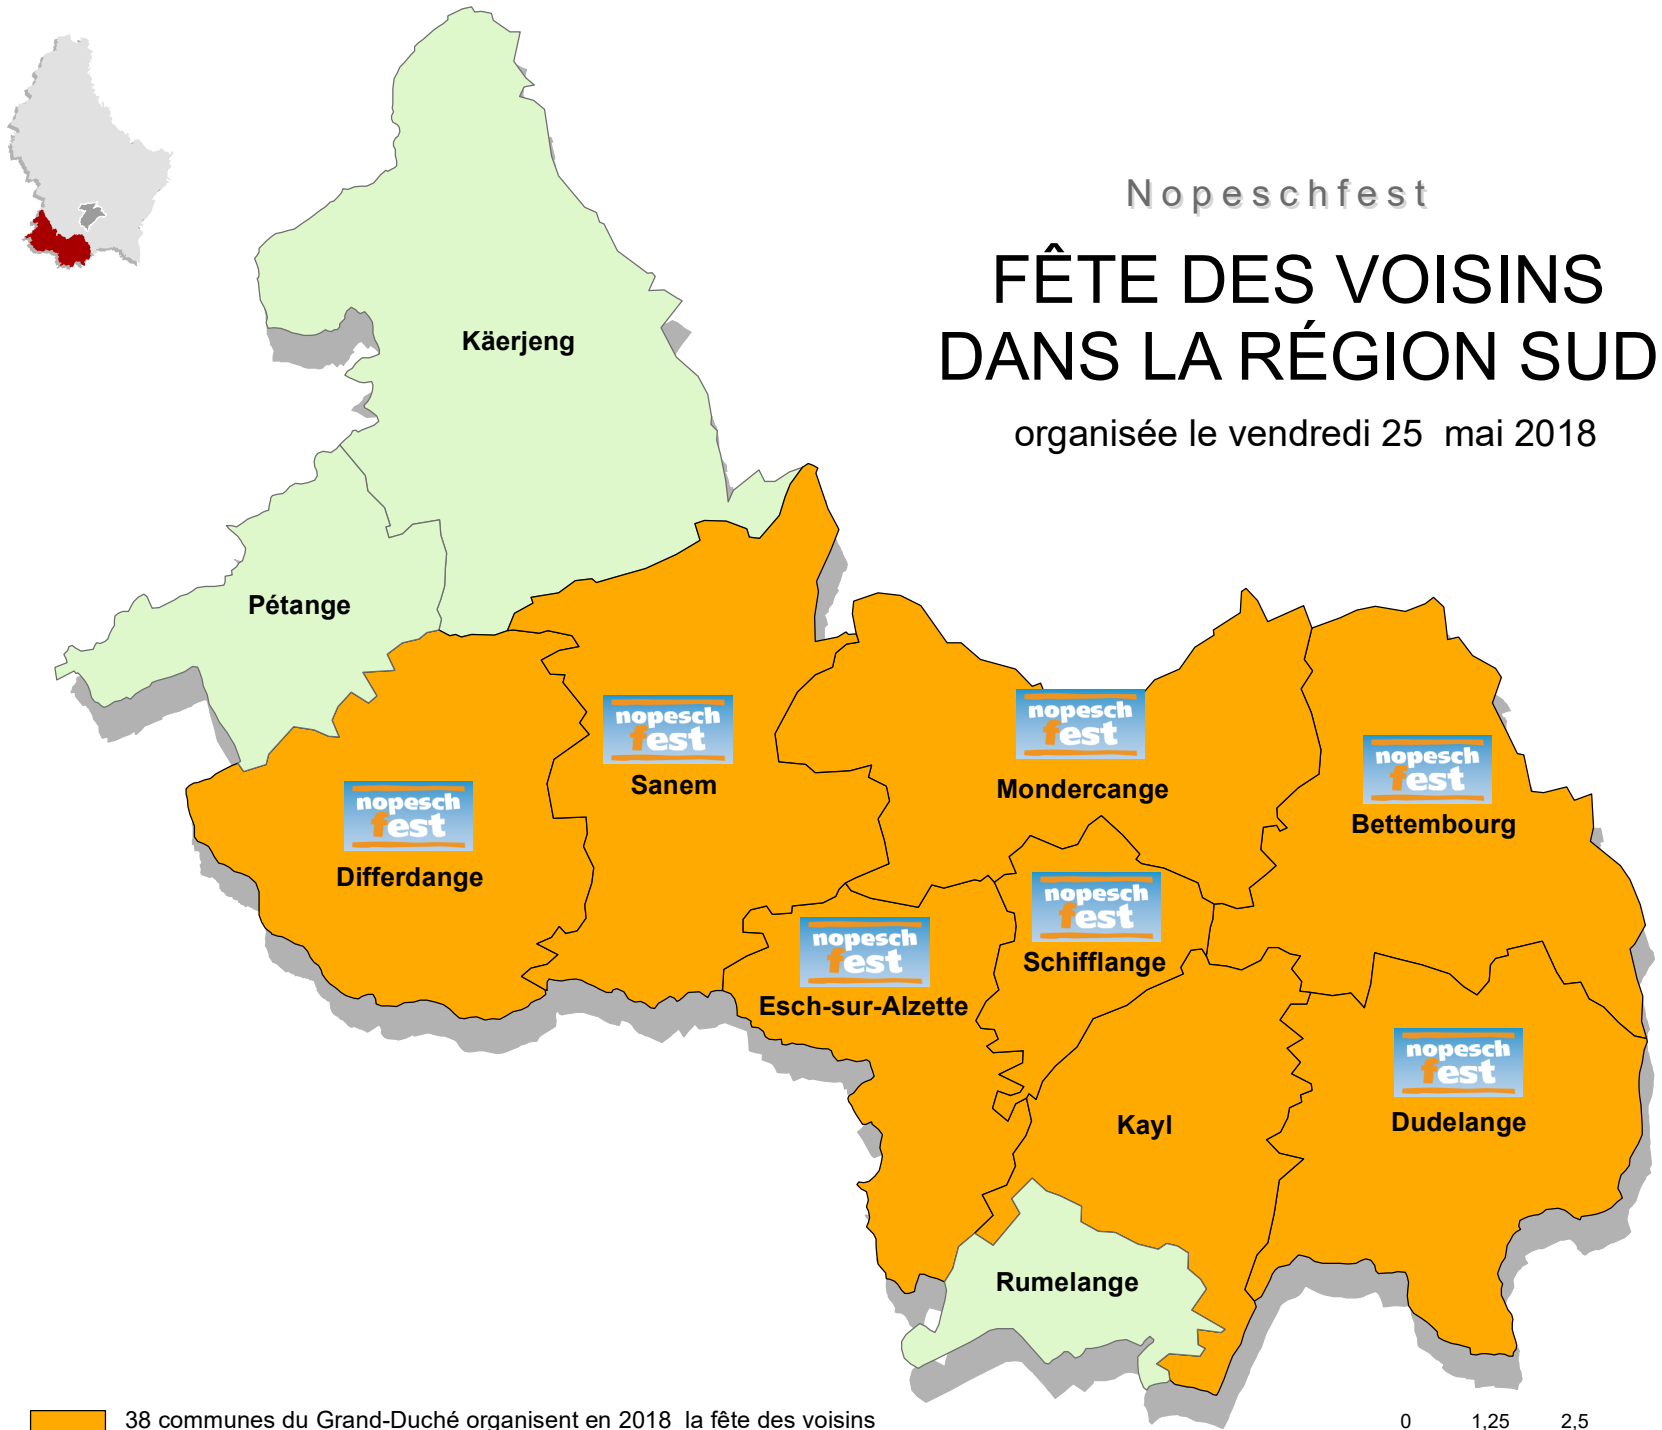 Nopeschfest
FÊTE DES VOISINS
DANS LA RÉGION SUD
organisée le vendredi 25 mai 2018
Käerjeng
Pétange
nopesch
fest
Sanem
nopesch
fest
Mondercange
nopesch
fest
Bettembourg
nopesch
fest
Differdange
nopesch
fest
Schifflange
nopesch
fest
Esch-sur-Alzette
nopesch
fest
Dudelange
Kayl
Rumelange
38 communes du Grand-Duché organisent en 2018 la fête des voisins
0 1,25 2,5